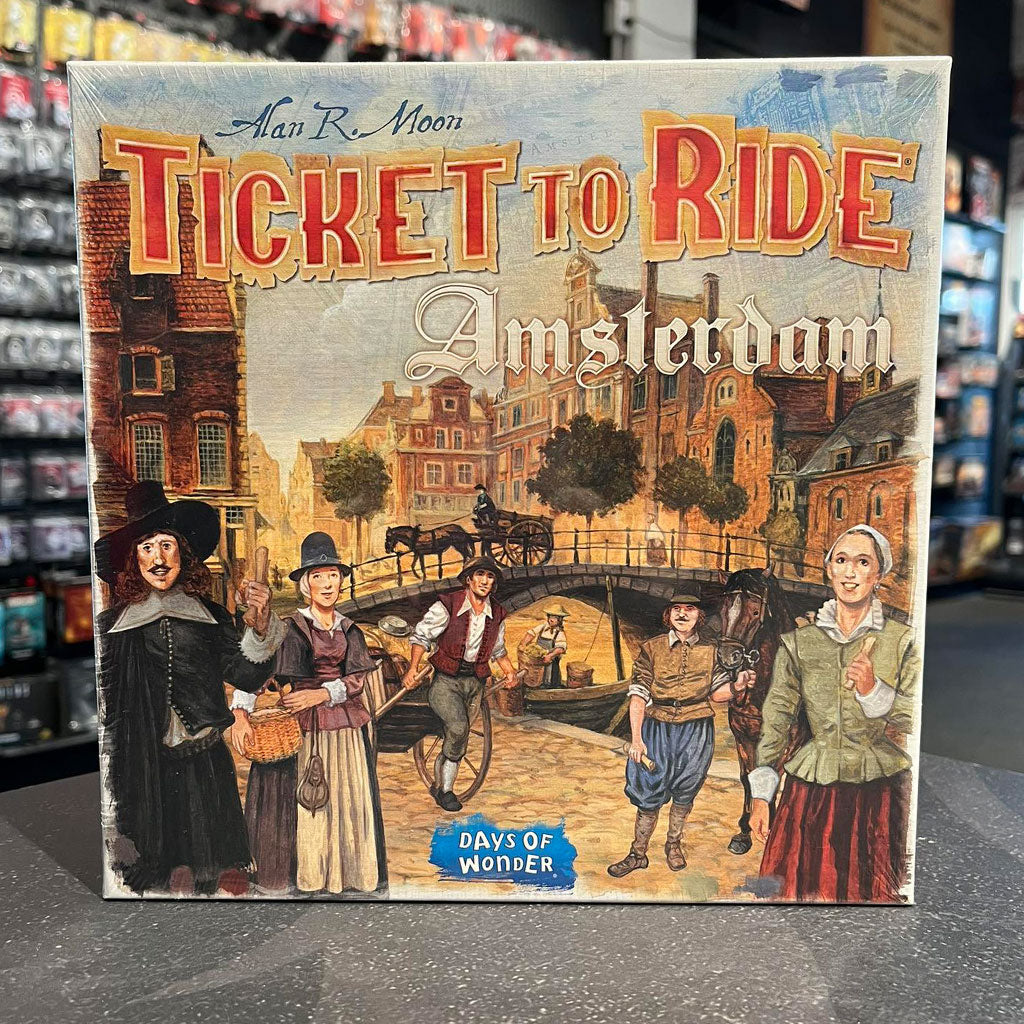 Alan R. Moon
TICKET TO RIDE®
Amsterdam
DAYS OF
WONDER®